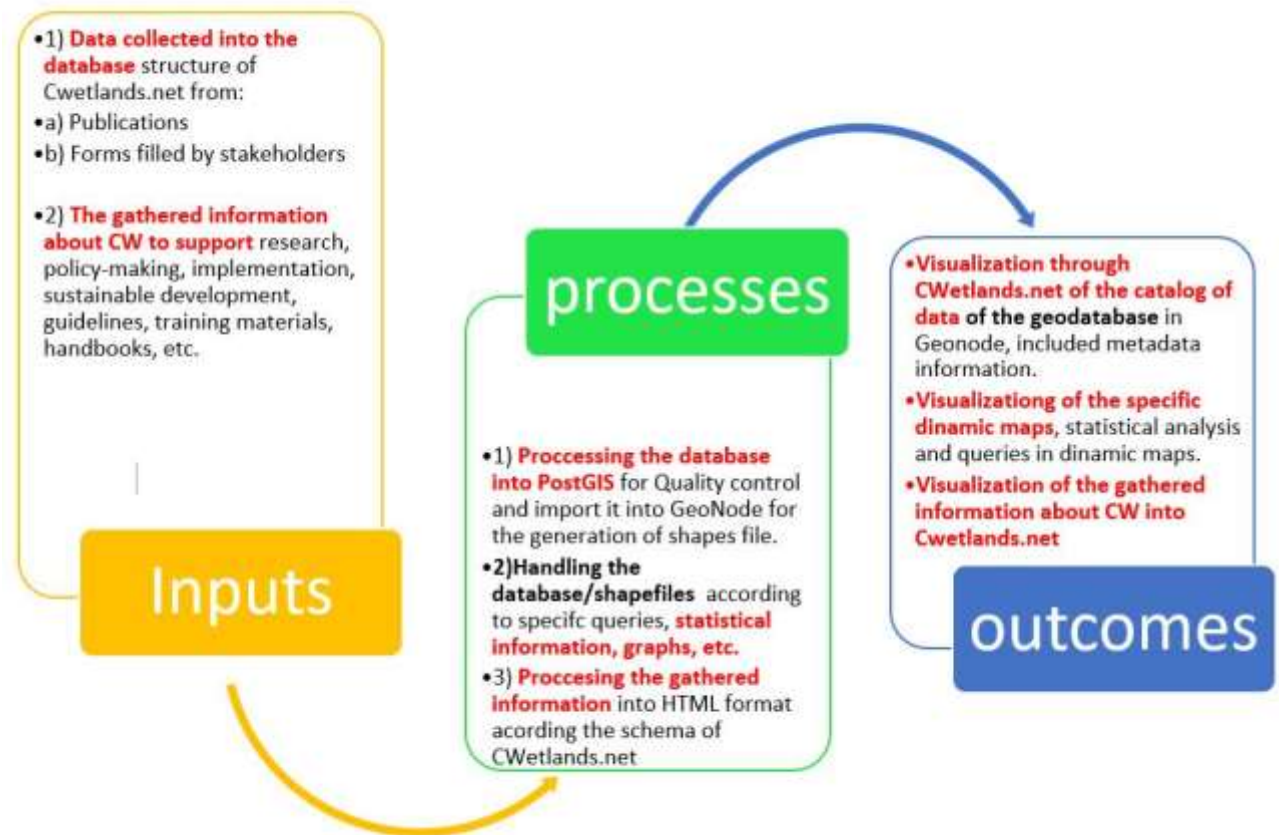 •1) Data collected into the
database structure of
Cwetlands.net from:
•a) Publications
•b) Forms filled by stakeholders
•2) The gathered information
about CW to support research,
policy-making, implementation,
sustainable development,
guidelines, training materials,
handbooks, etc.
Inputs
processes
•1) Proccessing the database
into PostGIS for Quality control
and import it into GeoNode for
the generation of shapes file.
•2)Handling the
database/shapefiles according
to specifc queries, statistical
information, graphs, etc.
•3) Proccesing the gathered
information into HTML format
acording the schema of
CWetlands.net
•Visualization through
CWetlands.net of the catalog of
data of the geodatabase in
Geonode, included metadata
information.
•Visualizationg of the specific
dinamic maps, statistical analysis
and queries in dinamic maps.
•Visualization of the gathered
information about CW into
Cwetlands.net
outcomes